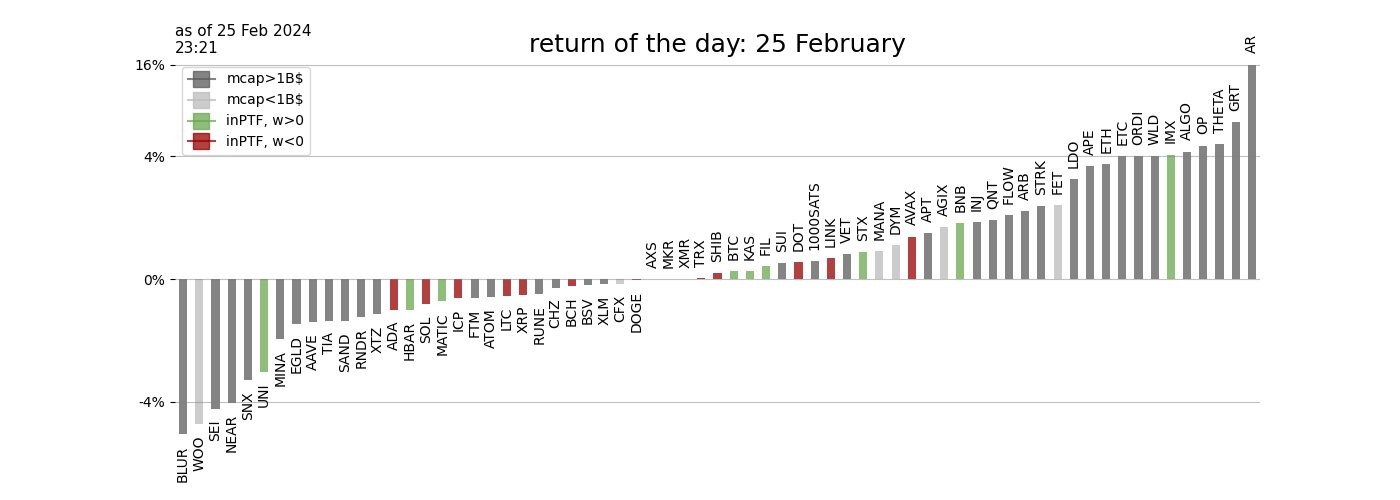 as of 25 Feb 2024
23:21
return of the day: 25 February
16%
4%
0%
-4%
mcap>1B$
mcap<1B$
inPTF, w>0
inPTF, w<0
BLUR
WOO
SEI
NEAR
SNX
UNI
MINA
EGLD
AAVE
TIA
SAND
RNDR
XTZ
ADA
HBAR
SOL
MATIC
ICP
FTM
ATOM
LTC
XRP
RUNE
CHZ
BCH
BSV
XLM
CFX
DOGE
AXS
MKR
XMR
TRX
SHIB
BTC
KAS
FIL
SUI
DOT
1000SATS
LINK
VET
STX
MANA
DYM
AVAX
APT
AGIX
BNB
INJ
QNT
FLOW
ARB
STRK
FET
LDO
APE
ETH
ETC
ORDI
WLD
IMX
ALGO
OP
THETA
GRT
AR